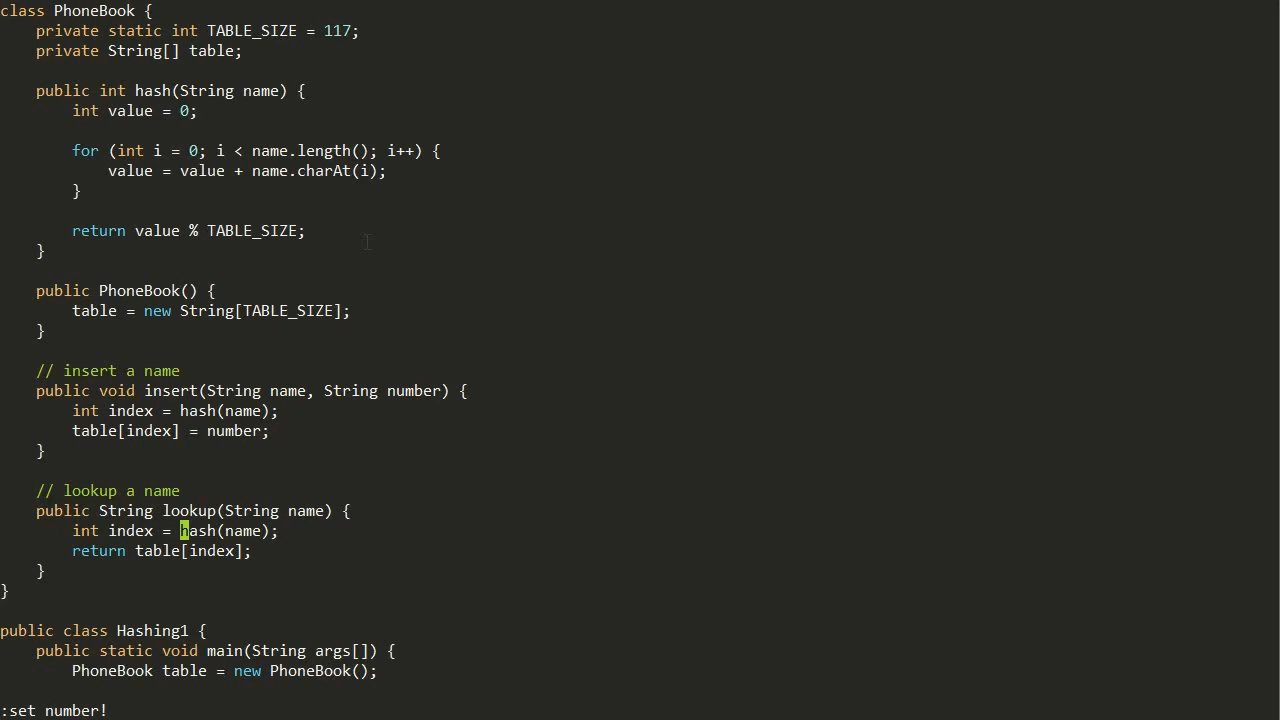 class PhoneBook {
    private static int TABLE_SIZE = 117;
    private String[] table;

    public int hash(String name) {
        int value = 0;

        for (int i = 0; i < name.length(); i++) {
            value = value + name.charAt(i);
        }

        return value % TABLE_SIZE;
    }

    public PhoneBook() {
        table = new String[TABLE_SIZE];
    }

    // insert a name
    public void insert(String name, String number) {
        int index = hash(name);
        table[index] = number;
    }

    // lookup a name
    public String lookup(String name) {
        int index = hash(name);
        return table[index];
    }
}

public class Hashing1 {
    public static void main(String args[]) {
        PhoneBook table = new PhoneBook();

:set number!